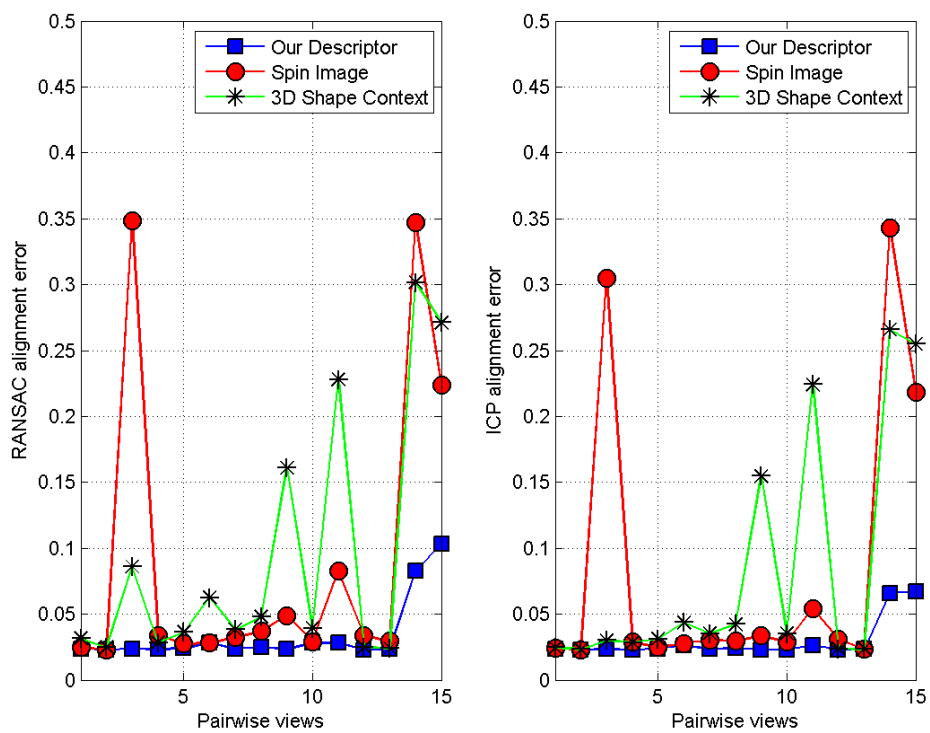 0.5
0.45
0.4
0.35
0.3
0.25
0.2
0.15
0.1
0.05
0
RANSAC alignment error
Our Descriptor
Spin Image
3D Shape Context
5
10
15
Pairwise views
0.5
0.45
0.4
0.35
0.3
0.25
0.2
0.15
0.1
0.05
0
ICP alignment error
Our Descriptor
Spin Image
3D Shape Context
5
10
15
Pairwise views